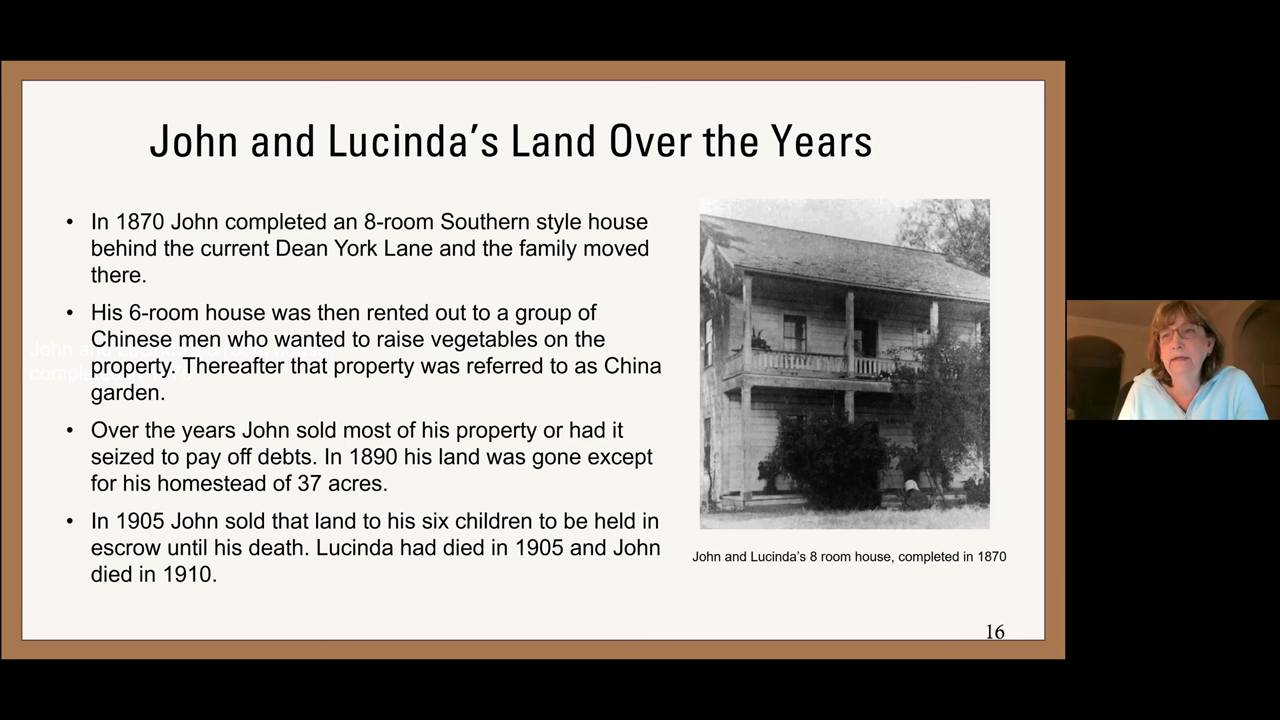 John and Lucinda's Land Over the Years
• In 1870 John completed an 8-room Southern style house
behind the current Dean York Lane and the family moved
there.
• His 6-room house was then rented out to a group of
Chinese men who wanted to raise vegetables on the
property. Thereafter that property was referred to as China
garden.
• Over the years John sold most of his property or had it
seized to pay off debts. In 1890 his land was gone except
for his homestead of 37 acres.
• In 1905 John sold that land to his six children to be held in
escrow until his death. Lucinda had died in 1905 and John
died in 1910.
John and Lucinda's 8 room house, completed in 1870
16